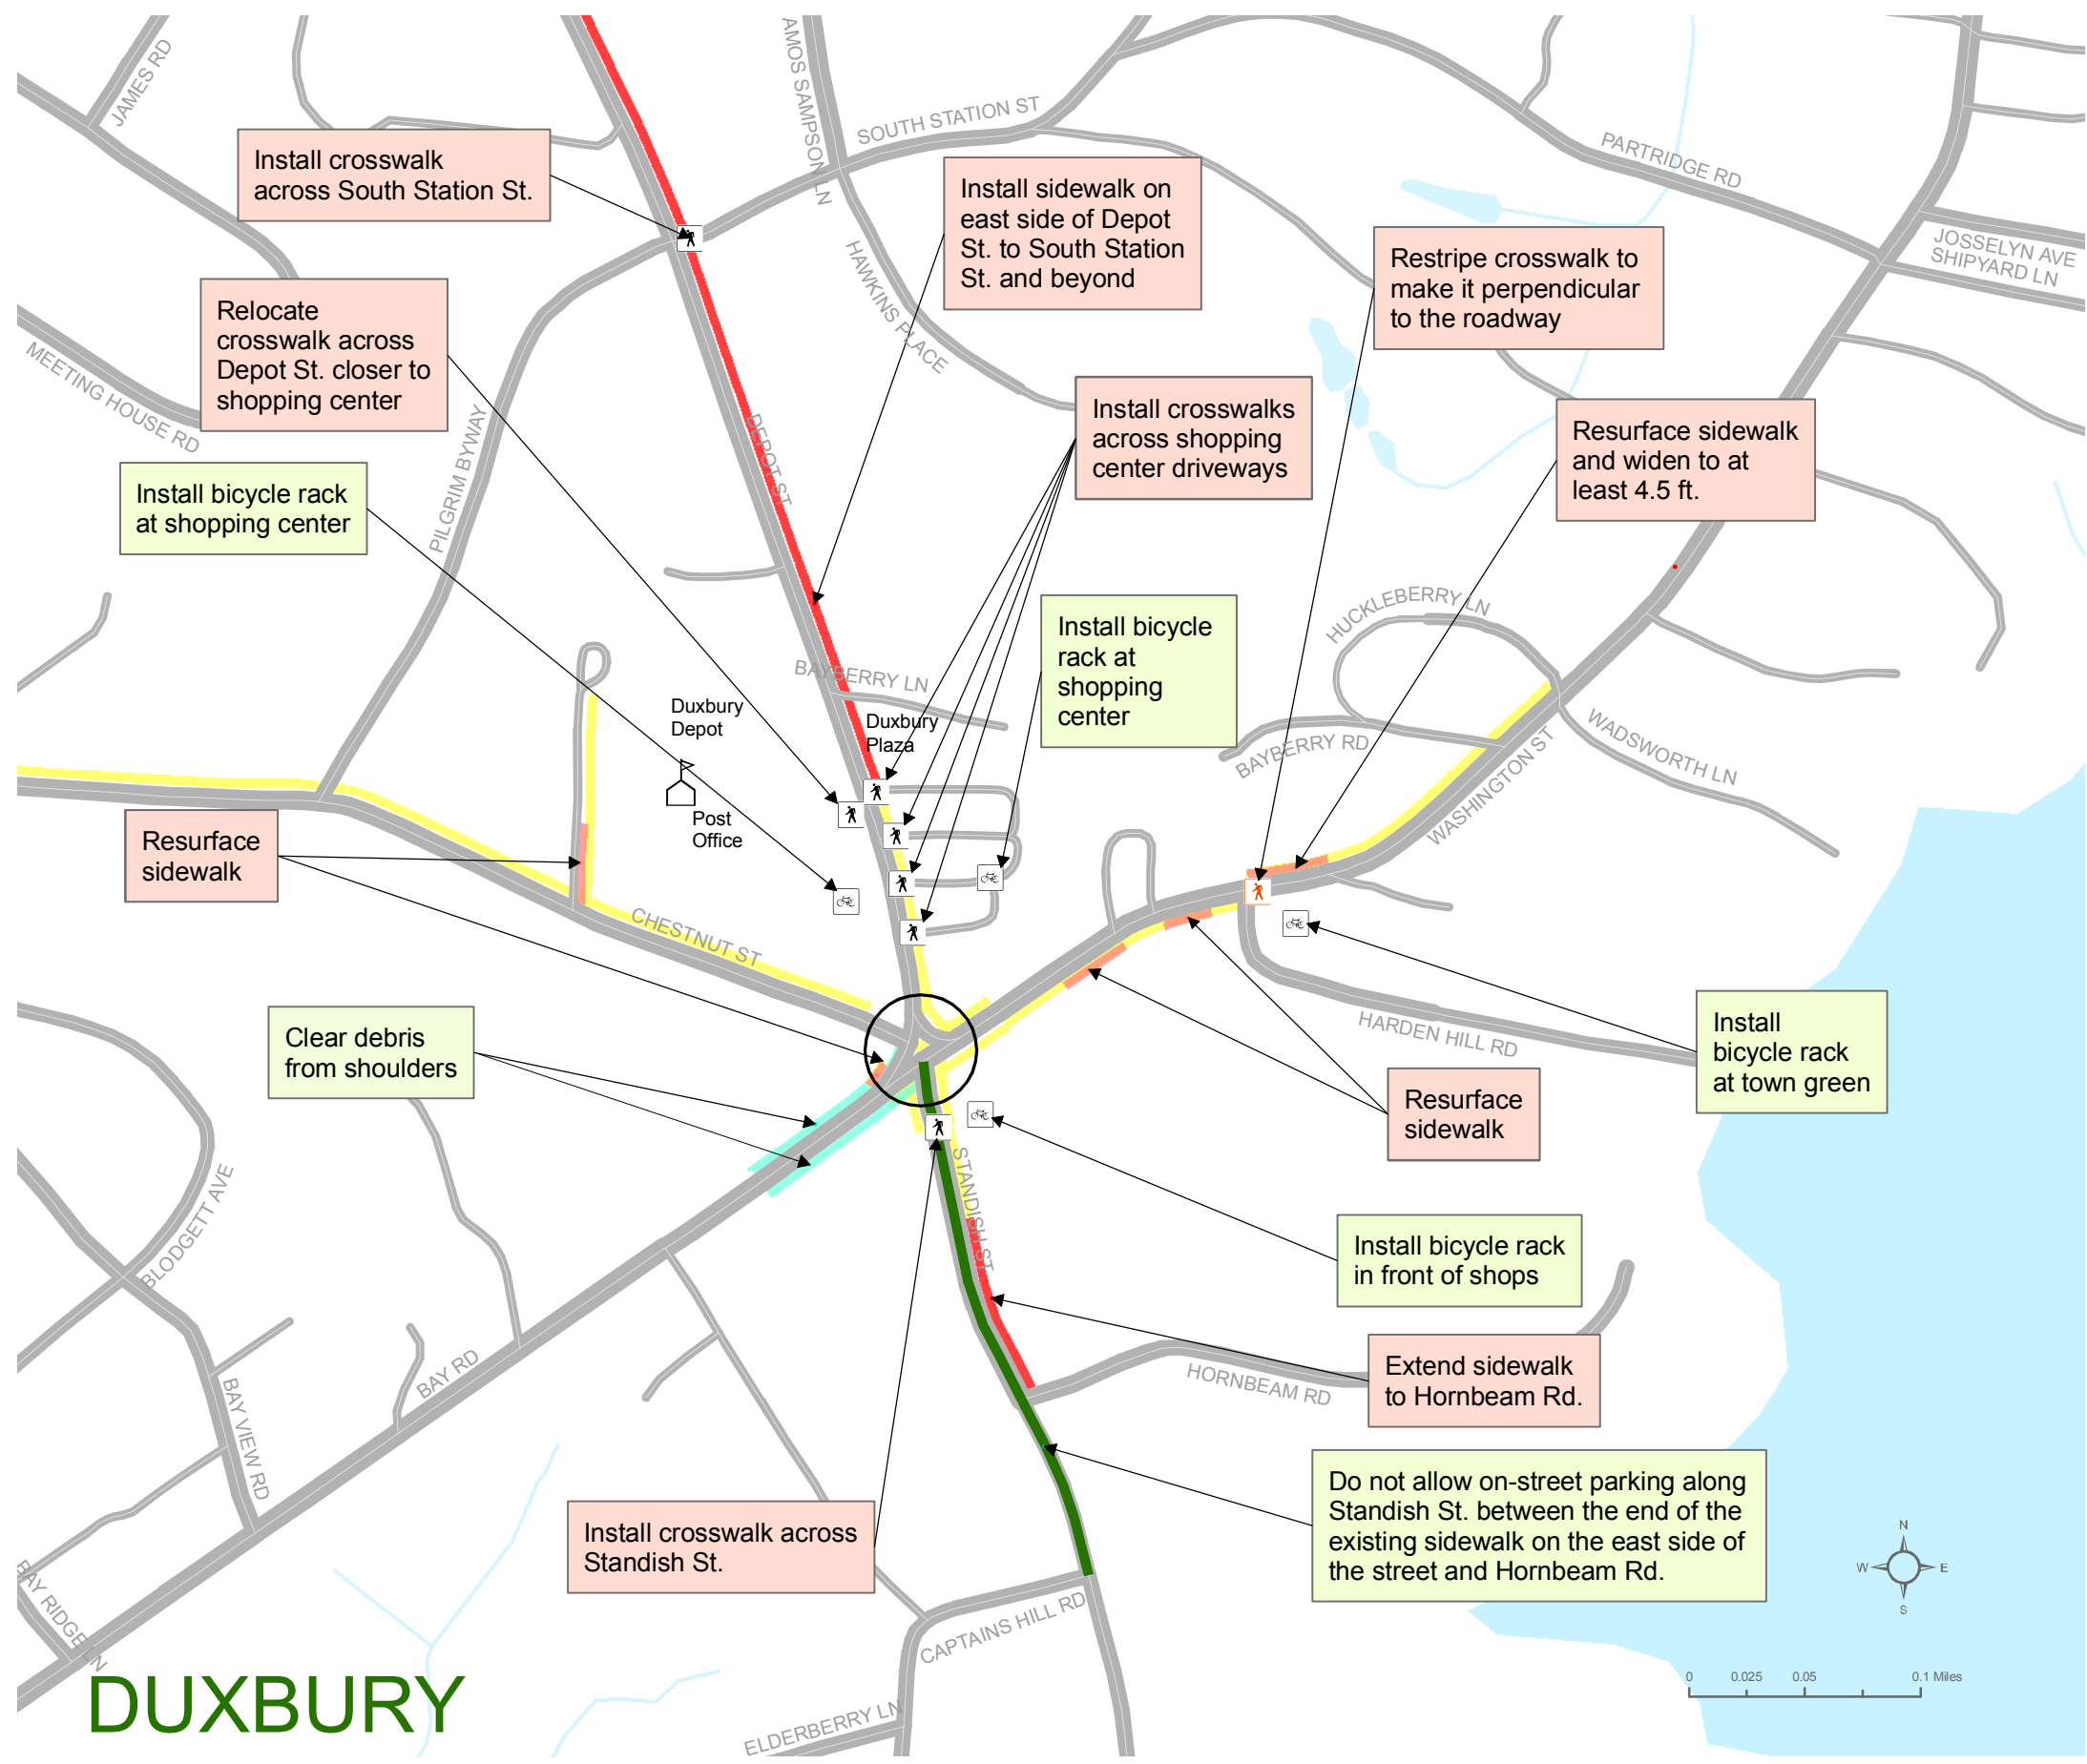 JAMES RD
AMOS SAMPSON LN
SOUTH STATION ST
PARTRIDGE RD
JOSSELYN AVE
SHIPYARD LN
Install crosswalk
across South Station St.
Install sidewalk on
east side of Depot
St. to South Station
St. and beyond
Restripe crosswalk to
make it perpendicular
to the roadway
Relocate
crosswalk across
Depot St. closer to
shopping center
HAWKINS PLACE
MEETING HOUSE RD
PILGRIM BYWAY
DEPOT ST
Install crosswalks
across shopping
center driveways
Resurface sidewalk
and widen to at
least 4.5 ft.
Install bicycle rack
at shopping center
Install bicycle
rack at
shopping
center
HUCKLEBERRY LN
BAYBERRY LN
Duxbury
Depot
Duxbury
Plaza
BAYBERRY RD
WASHINGTON ST
WADSWORTH LN
Post
Office
Resurface
sidewalk
CHESTNUT ST
Clear debris
from shoulders
HARDEN HILL RD
Install
bicycle rack
at town green
Resurface
sidewalk
BLODGETT AVE
STANDISH ST
Install bicycle rack
in front of shops
BAY RD
BAY VIEW RD
HORNBEAM RD
Extend sidewalk
to Hornbeam Rd.
Do not allow on-street parking along
Standish St. between the end of the
existing sidewalk on the east side of
the street and Hornbeam Rd.
Install crosswalk across
Standish St.
N
W E
S
BAY RIDGE LN
CAPTAINS HILL RD
ELDERBERRY LN
DUXBURY
0 0.025 0.05 0.1 Miles